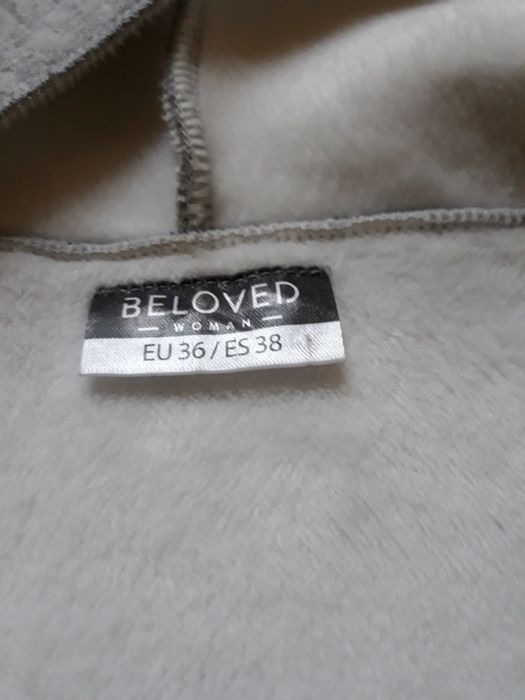 BELOVED
— WOMAN —
EU 36 / ES 38